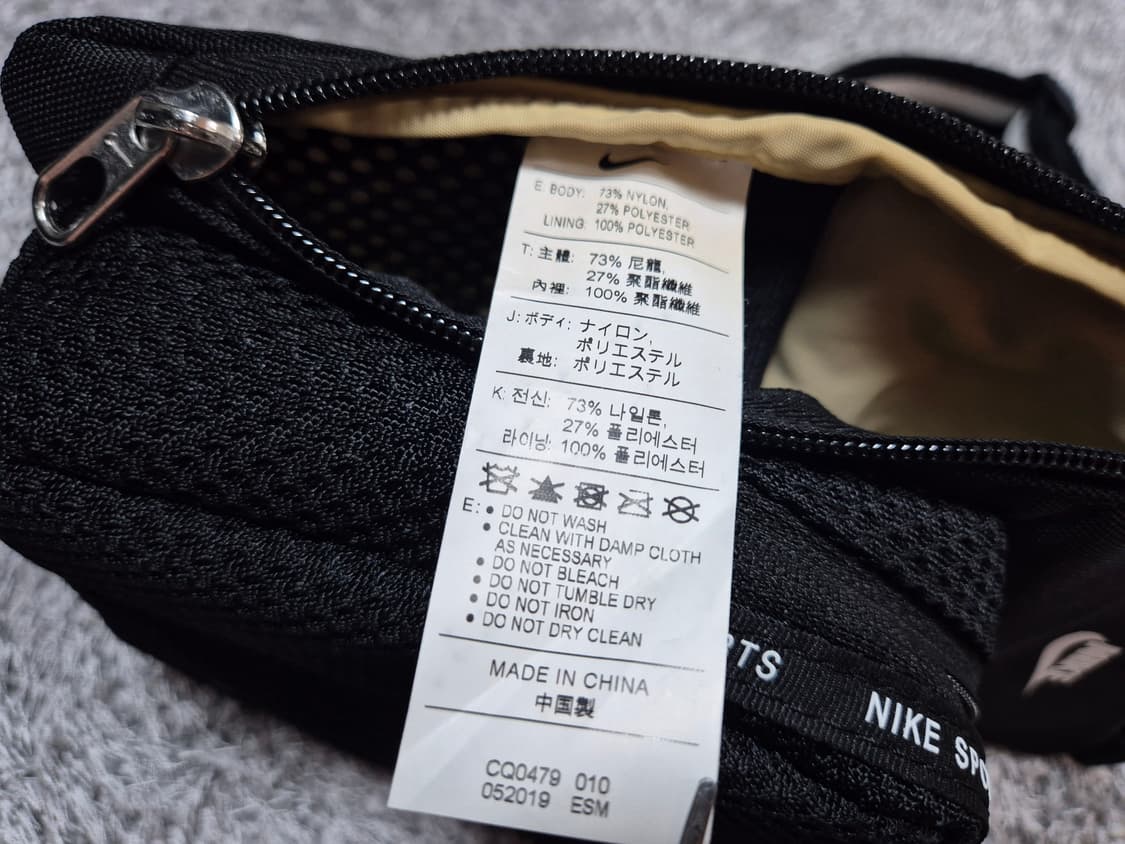 E. BODY: 73% NYLON,
27% POLYESTER
LINING: 100% POLYESTER
T: 主體: 73% 尼龍,
27% 聚酯纖維
內裡: 100% 聚酯纖維
J: ボディ: ナイロン,
ポリエステル
裏地: ポリエステル
K: 전신: 73% 나일론,
27% 폴리에스터
라이닝: 100% 폴리에스터
E: • DO NOT WASH
• CLEAN WITH DAMP CLOTH
AS NECESSARY
• DO NOT BLEACH
• DO NOT TUMBLE DRY
• DO NOT IRON
• DO NOT DRY CLEAN
MADE IN CHINA
中国製
CQ0479 010
052019 ESM
RTS NIKE SPO